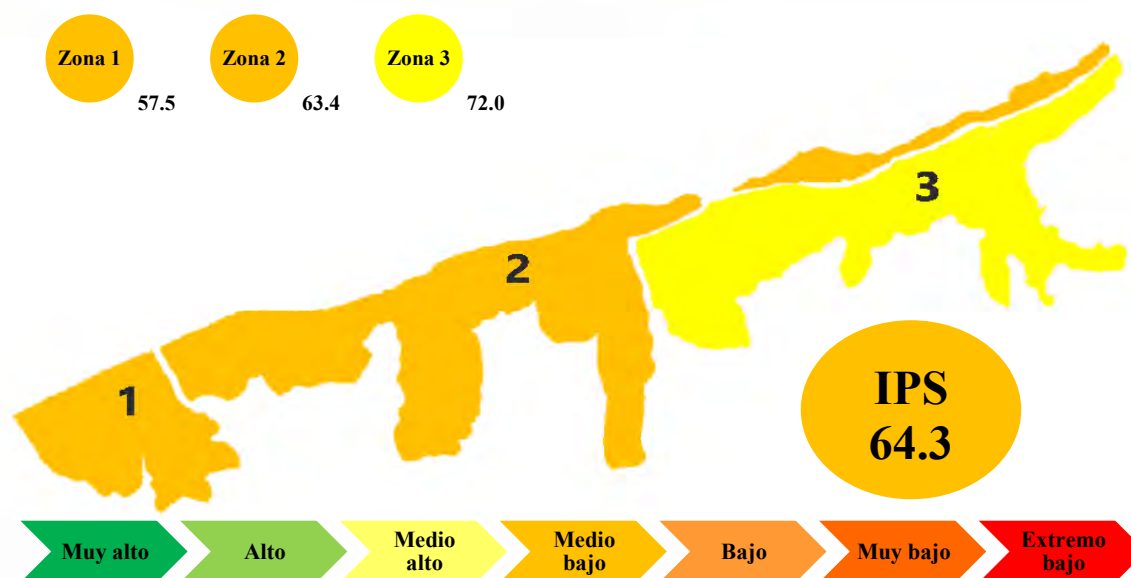 Zona 1
57.5
Zona 2
63.4
Zona 3
72.0
3
2
1
IPS
64.3
Muy alto
Alto
Medio
alto
Medio
bajo
Bajo
Muy bajo
Extremo
bajo